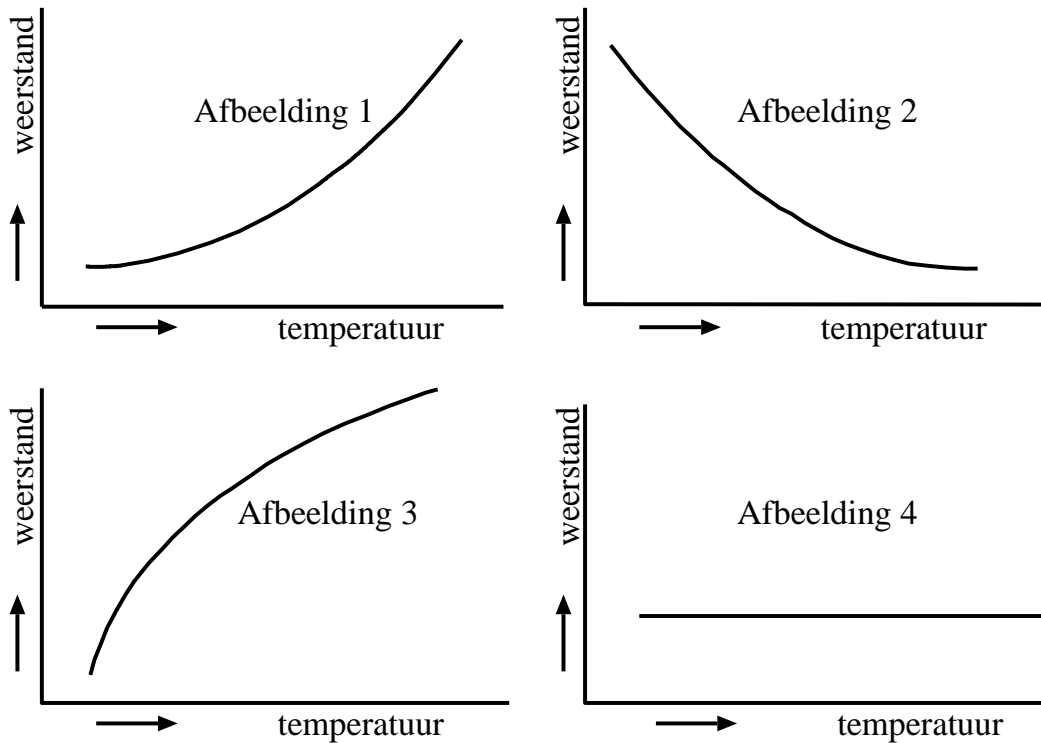 weerstand
Afbeelding 1
temperatuur
weerstand
Afbeelding 2
temperatuur
weerstand
Afbeelding 3
temperatuur
weerstand
Afbeelding 4
temperatuur